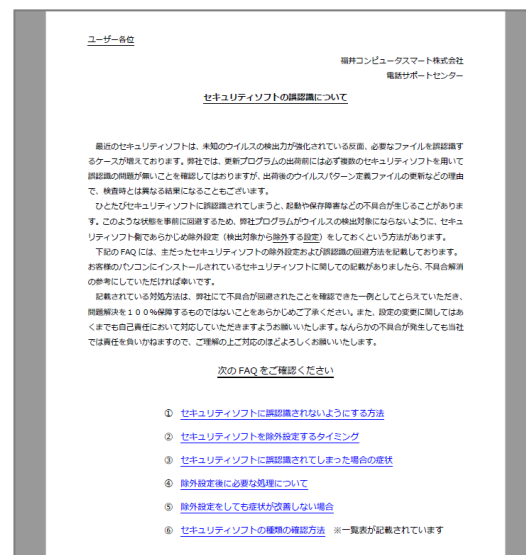 ユーザー各位
福井コンピュータスマート株式会社
電話サポートセンター
セキュリティソフトの誤認識について
最近のセキュリティソフトは、未知のウイルスの検出力が強化されている反面、必要なファイルを誤認識す
るケースが増えております。弊社では、更新プログラムの出荷前には必ず複数のセキュリティソフトを用いて
誤認識の問題が無いことを確認してはおりますが、出荷後のウイルスパターン定義ファイルの更新などの理由
で、検査時とは異なる結果になることもございます。
ひとたびセキュリティソフトに誤認識されてしまうと、起動や保存障害などの不具合が生じることがありま
す。このような状態を事前に回避するため、弊社プログラムがウイルスの検出対象にならないように、セキュ
リティソフト側であらかじめ除外設定（検出対象から除外する設定）をしておくという方法があります。
下記の FAQ には、主だったセキュリティソフトの除外設定および誤認識の回避方法を記載しております。
お客様のパソコンにインストールされているセキュリティソフトに関しての記載がありましたら、不具合解消
の参考にしていただければ幸いです。
記載されている対処方法は、弊社にて不具合が回避されたことを確認できた一例としてとらえていただき、
問題解決を１００％保障するものではないことをあらかじめご了承ください。また、設定の変更に関してはあ
くまでも自己責任において対応していただきますようお願いいたします。なんらかの不具合が発生しても当社
では責任を負いかねますので、ご理解の上ご対応のほどよろしくお願いいたします。
次の FAQ をご確認ください
① セキュリティソフトに誤認識されないようにする方法
② セキュリティソフトを除外設定するタイミング
③ セキュリティソフトに誤認識されてしまった場合の症状
④ 除外設定後に必要な処理について
⑤ 除外設定をしても症状が改善しない場合
⑥ セキュリティソフトの種類の確認方法 ※一覧表が記載されています